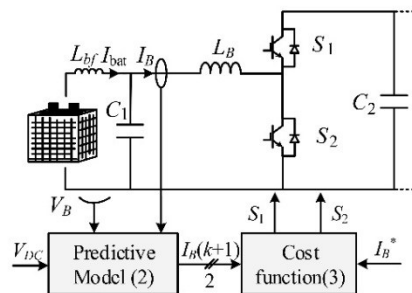 L_bf I_bat I_B L_B S_1
C_1 C_2
S_2
V_B S_1 S_2
V_DC Predictive Model (2) I_B(k+1) 2 Cost function(3) I_B*